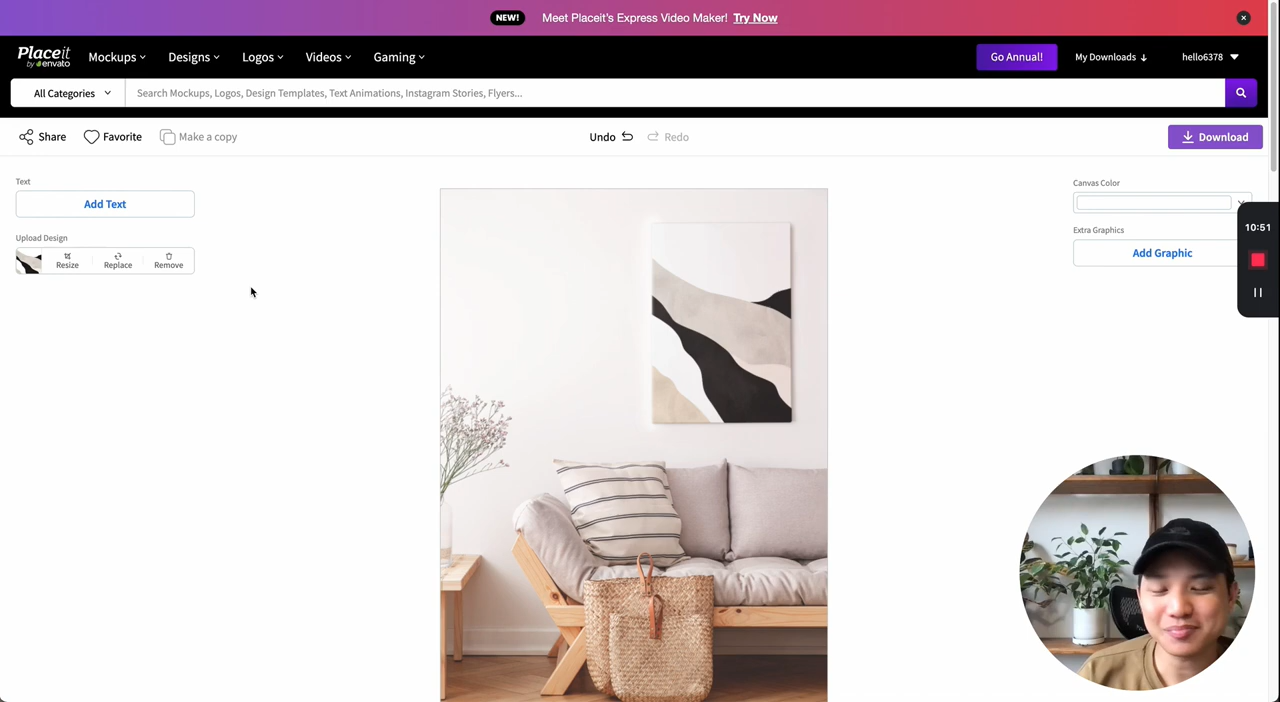 NEW! Meet Placeit's Express Video Maker! Try Now
Placeit by envato Mockups Designs Logos Videos Gaming Go Annual! My Downloads hello6378
All Categories Search Mockups, Logos, Design Templates, Text Animations, Instagram Stories, Flyers...
Share Favorite Make a copy Undo Redo Download
Text
Add Text
Upload Design
Resize Replace Remove
Canvas Color
Extra Graphics
Add Graphic
10:51